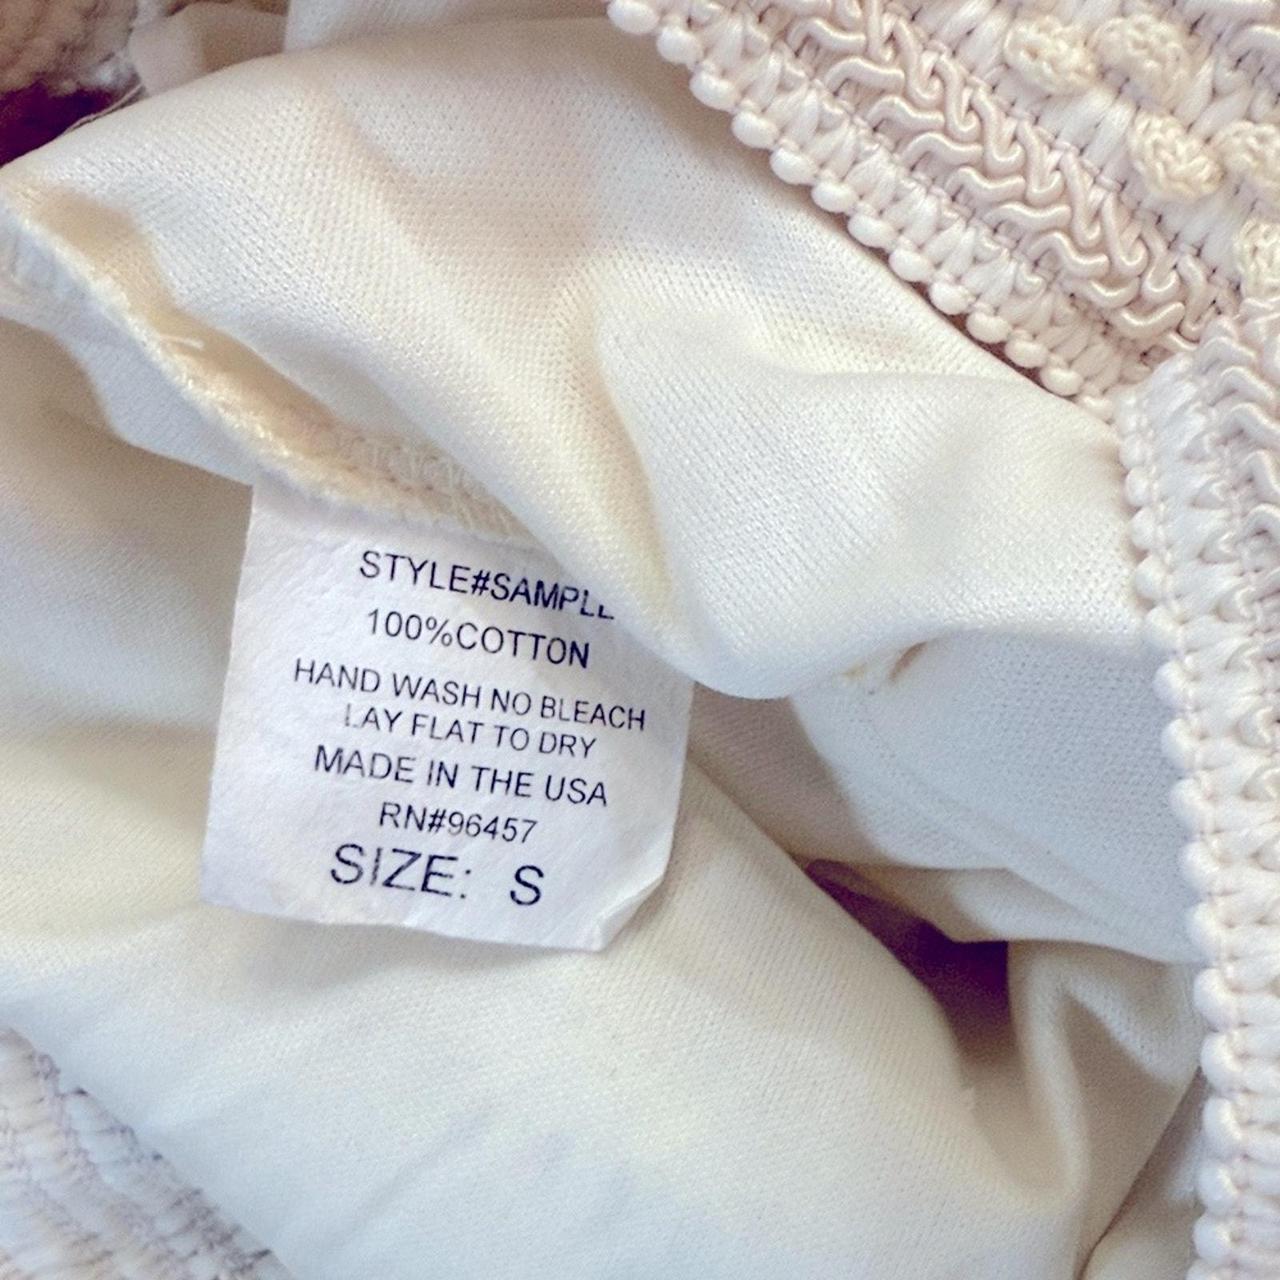 STYLE#SAMPLE
100%COTTON
HAND WASH NO BLEACH
LAY FLAT TO DRY
MADE IN THE USA
RN#96457
SIZE: S